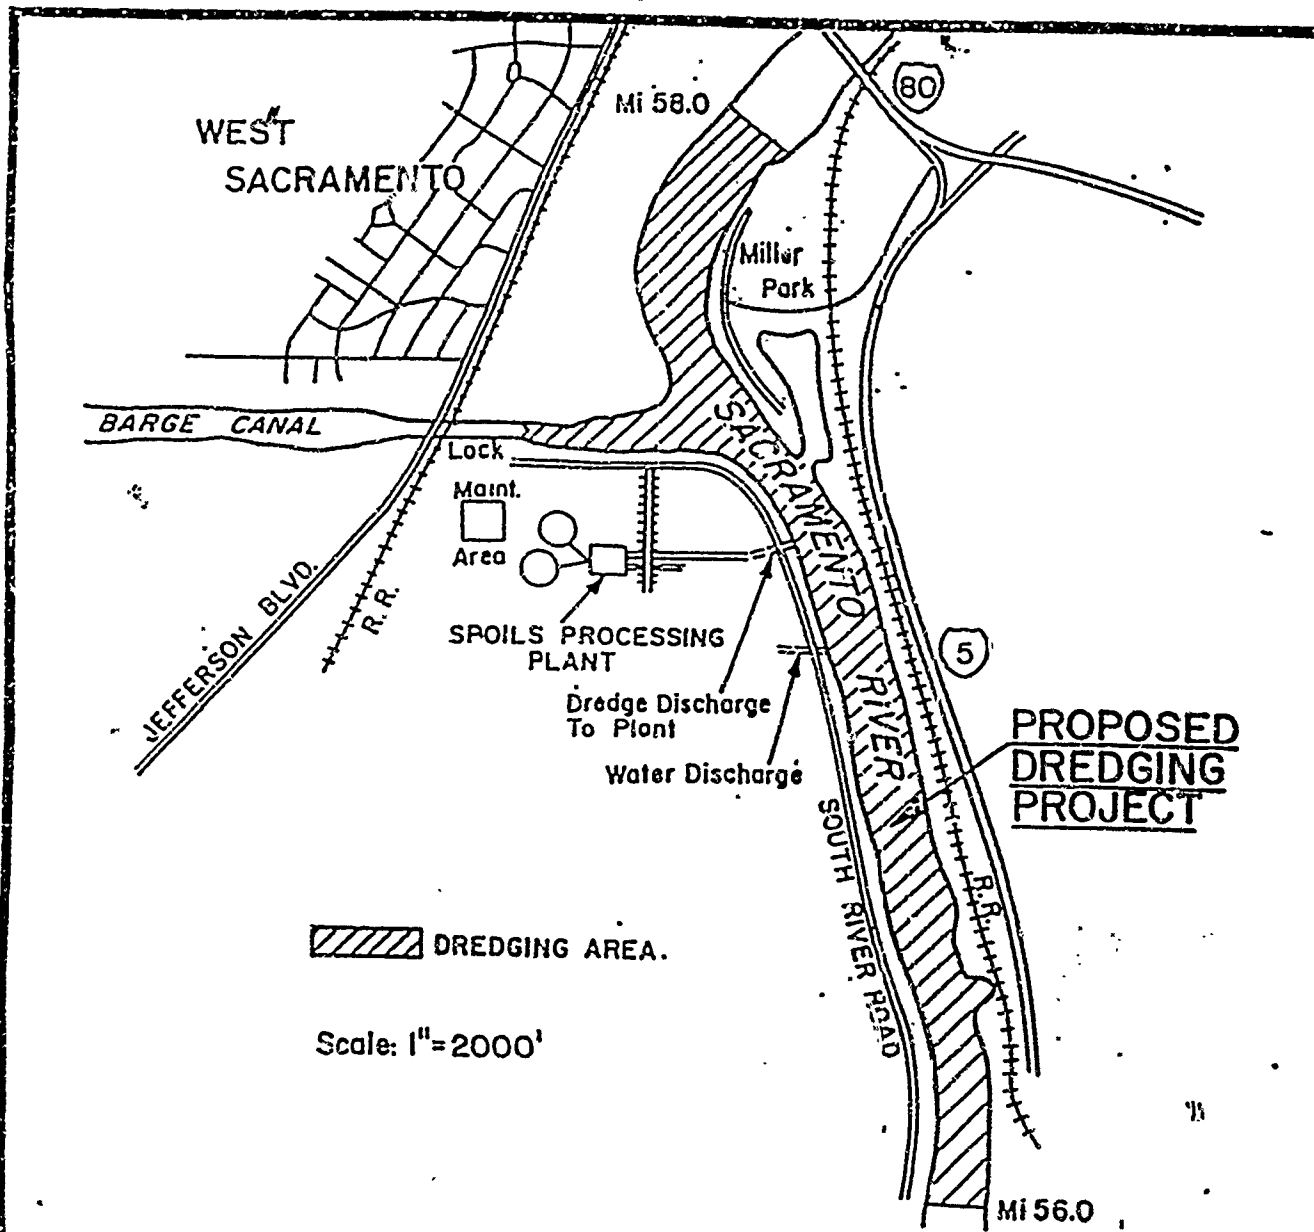 Mi 58.0
80
WEST
SACRAMENTO
Miller
Park
BARGE CANAL
Lock
Maint.
Area
SACRAMENTO RIVER
JEFFERSON BLVD.
R.R.
SPOILS PROCESSING
PLANT
5
Dredge Discharge
To Plant
Water Discharge
PROPOSED
DREDGING
PROJECT
SOUTH RIVER ROAD
R.R.
DREDGING AREA.
Scale: 1"=2000'
Mi 56.0